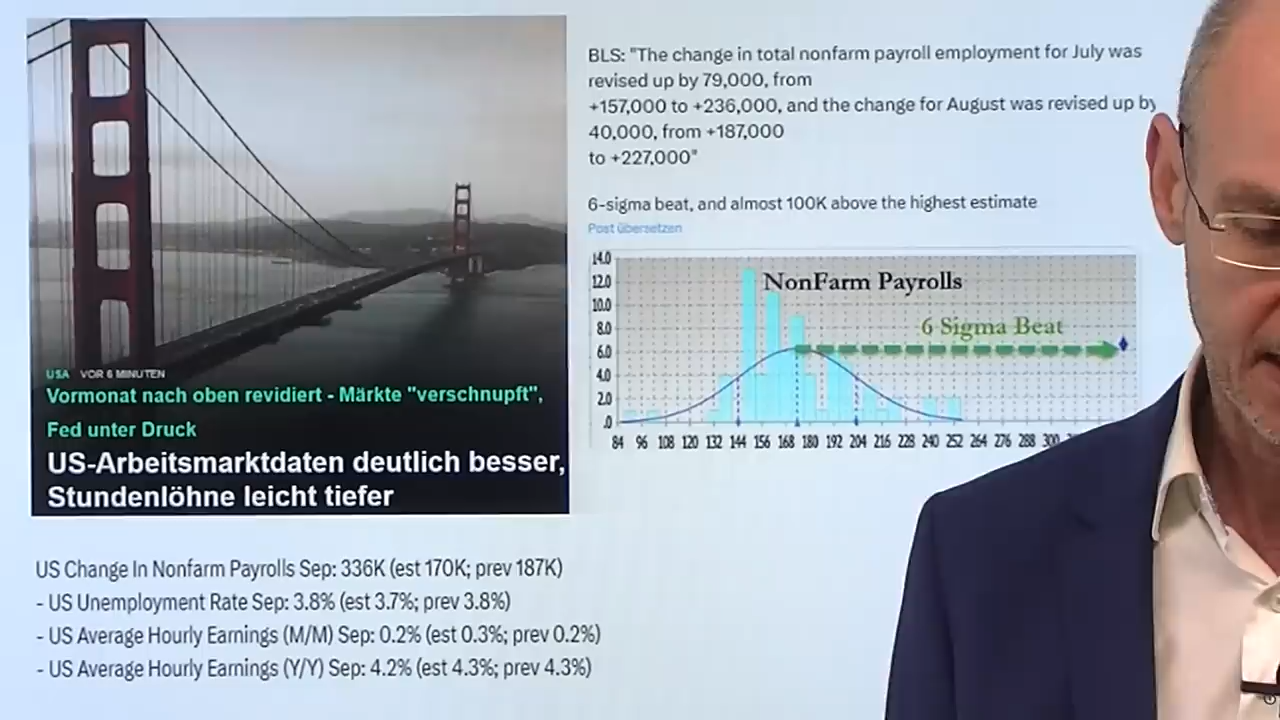 USA VOR 6 MINUTEN
Vormonat nach oben revidiert - Märkte "verschnupft",
Fed unter Druck
US-Arbeitsmarktdaten deutlich besser,
Stundenlöhne leicht tiefer
BLS: "The change in total nonfarm payroll employment for July was
revised up by 79,000, from
+157,000 to +236,000, and the change for August was revised up by
40,000, from +187,000
to +227,000"
6-sigma beat, and almost 100K above the highest estimate
Post übersetzen
NonFarm Payrolls
6 Sigma Beat
14.0
12.0
10.0
8.0
6.0
4.0
2.0
.0
84 96 108 120 132 144 156 168 180 192 204 216 228 240 252 264 276 288 300
US Change In Nonfarm Payrolls Sep: 336K (est 170K; prev 187K)
- US Unemployment Rate Sep: 3.8% (est 3.7%; prev 3.8%)
- US Average Hourly Earnings (M/M) Sep: 0.2% (est 0.3%; prev 0.2%)
- US Average Hourly Earnings (Y/Y) Sep: 4.2% (est 4.3%; prev 4.3%)